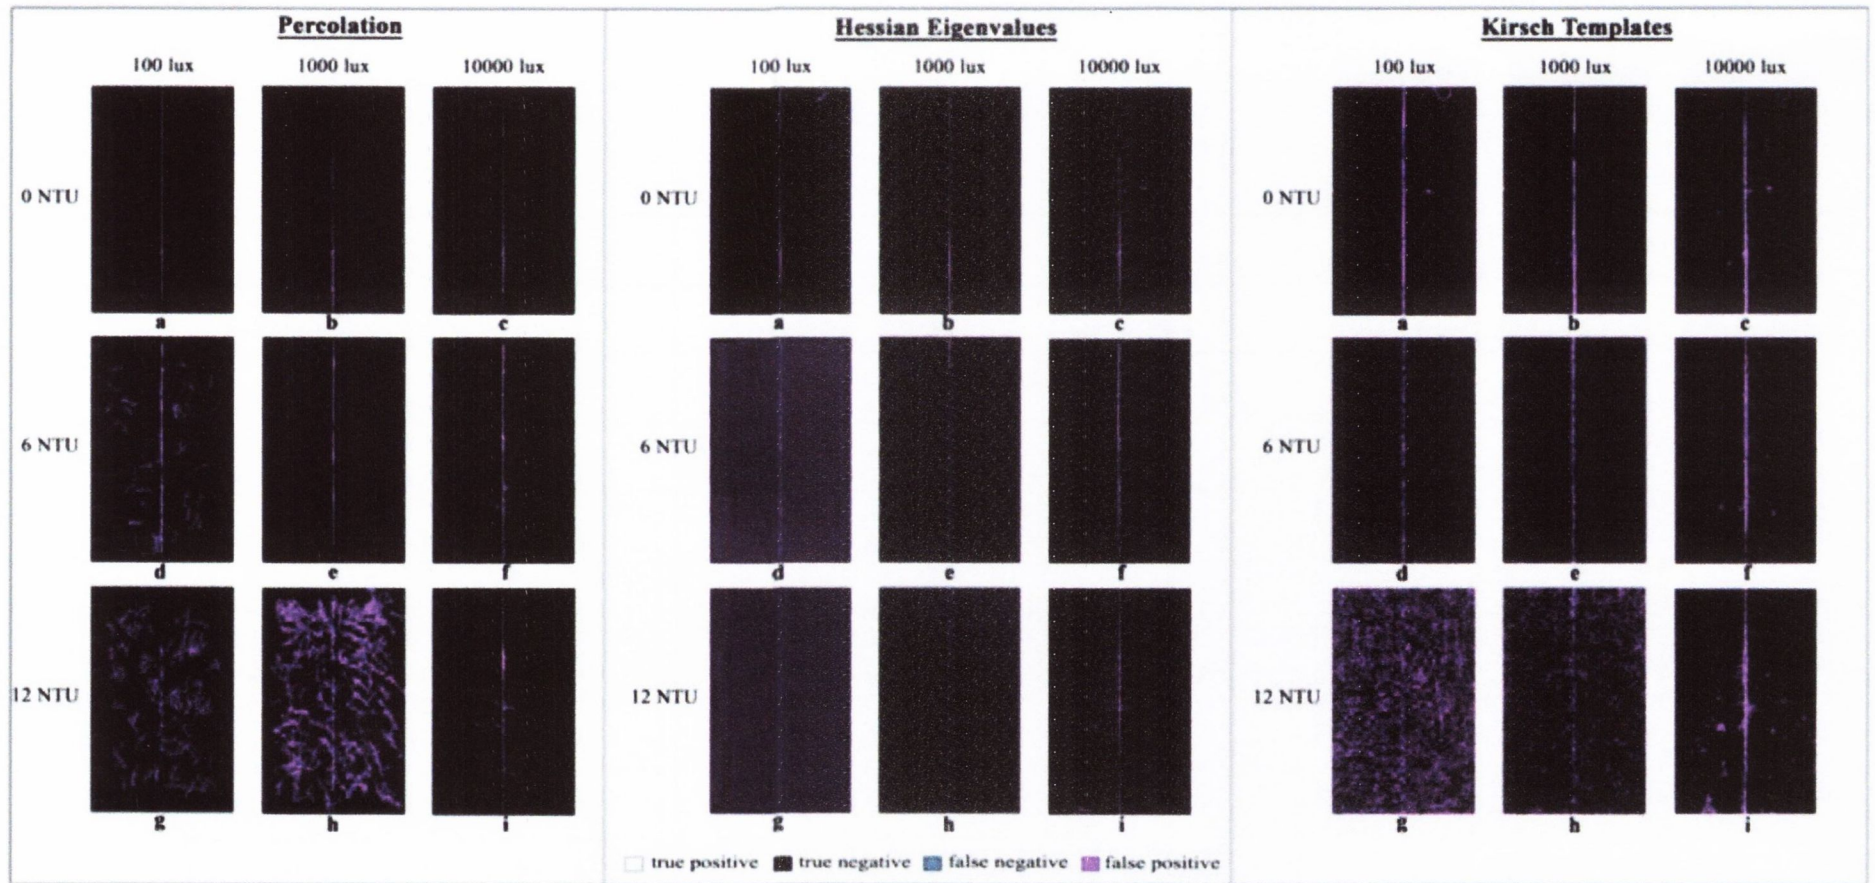 Percolation
100 lux 1000 lux 10000 lux
0 NTU
a b c
6 NTU
d e f
12 NTU
g h i
Hessian Eigenvalues
100 lux 1000 lux 10000 lux
0 NTU
a b c
6 NTU
d e f
12 NTU
g h i
Kirsch Templates
100 lux 1000 lux 10000 lux
0 NTU
a b c
6 NTU
d e f
12 NTU
g h i
true positive true negative false negative false positive